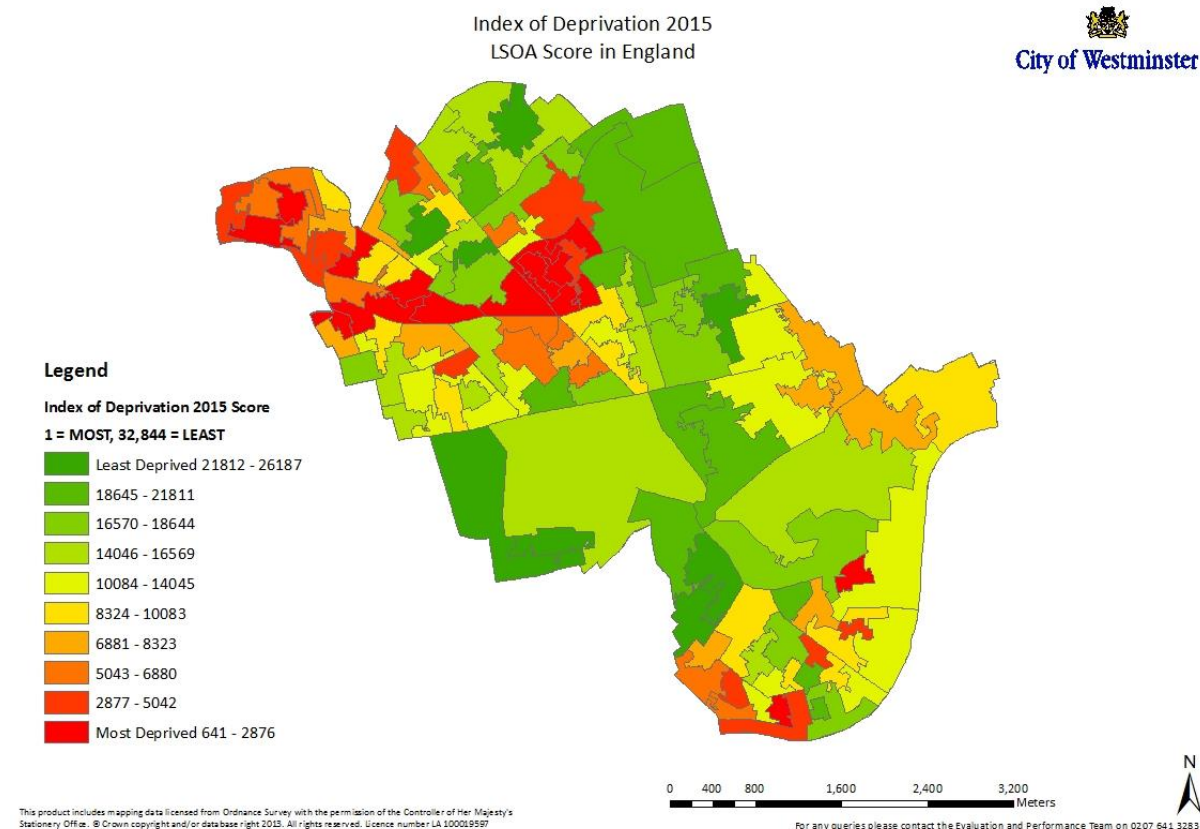 Index of Deprivation 2015
LSOA Score in England
City of Westminster
Legend
Index of Deprivation 2015 Score
1 = MOST, 32,844 = LEAST
Least Deprived 21812 - 26187
18645 - 21811
16570 - 18644
14046 - 16569
10084 - 14045
8324 - 10083
6881 - 8323
5043 - 6880
2877 - 5042
Most Deprived 641 - 2876
N
0 400 800 1,600 2,400 3,200
Meters
This product includes mapping data licensed from Ordnance Survey with the permission of the Controller of Her Majesty's
Stationery Office. © Crown copyright and/or database right 2013. All rights reserved. Licence number LA 100019597
For any queries please contact the Evaluation and Performance Team on 0207 641 3283